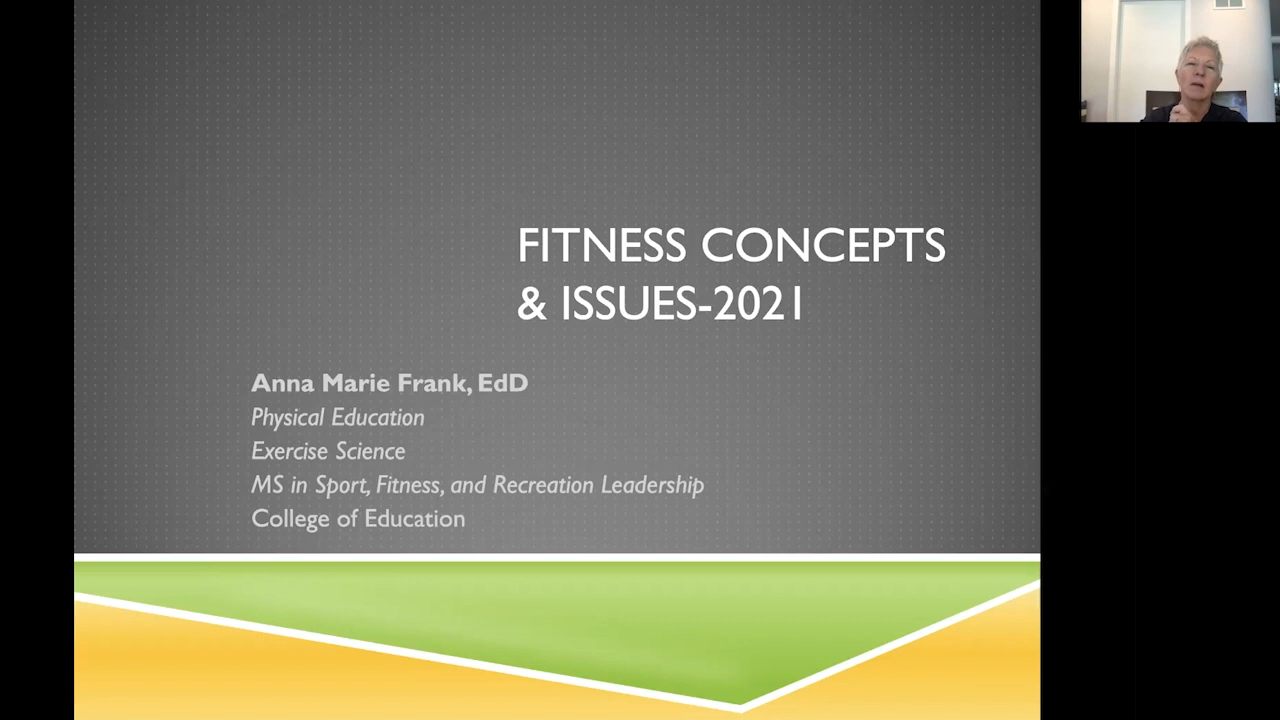 FITNESS CONCEPTS
& ISSUES-2021
Anna Marie Frank, EdD
Physical Education
Exercise Science
MS in Sport, Fitness, and Recreation Leadership
College of Education